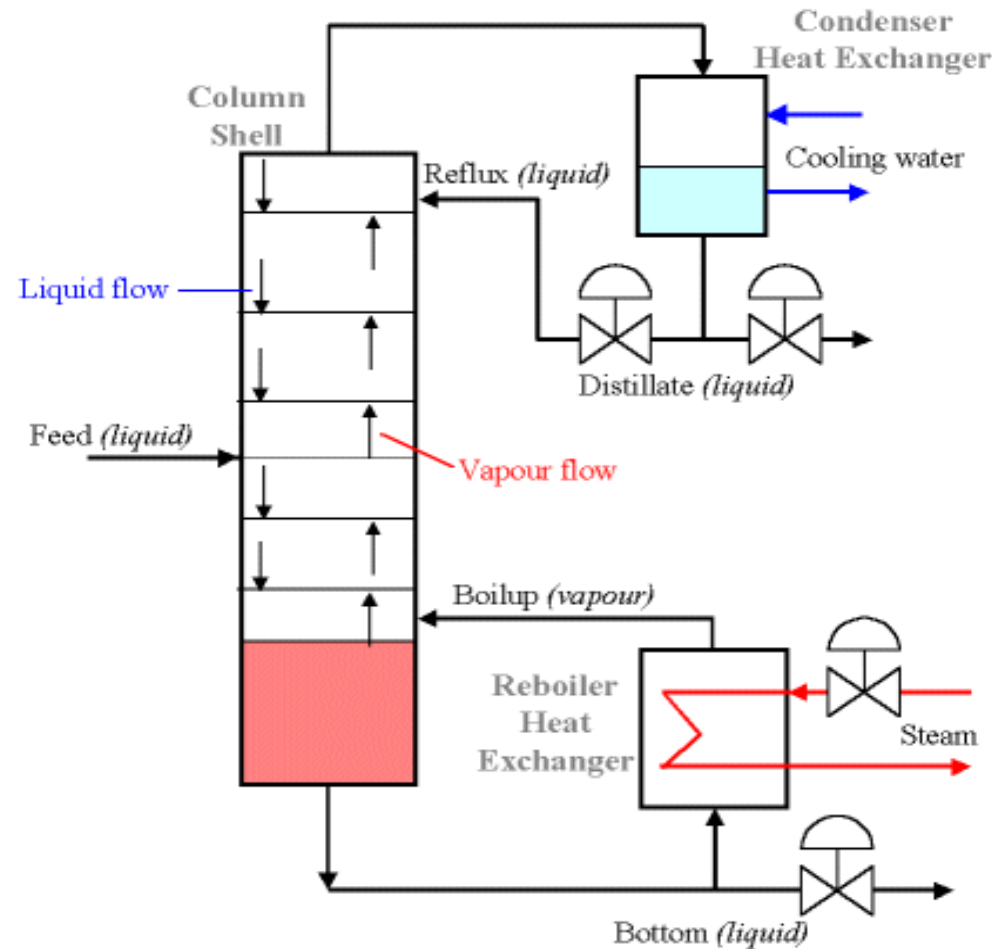 Condenser
Heat Exchanger
Column
Shell
Cooling water
Reflux (liquid)
Liquid flow
Distillate (liquid)
Feed (liquid)
Vapour flow
Boilup (vapour)
Reboiler
Heat
Exchanger
Steam
Bottom (liquid)